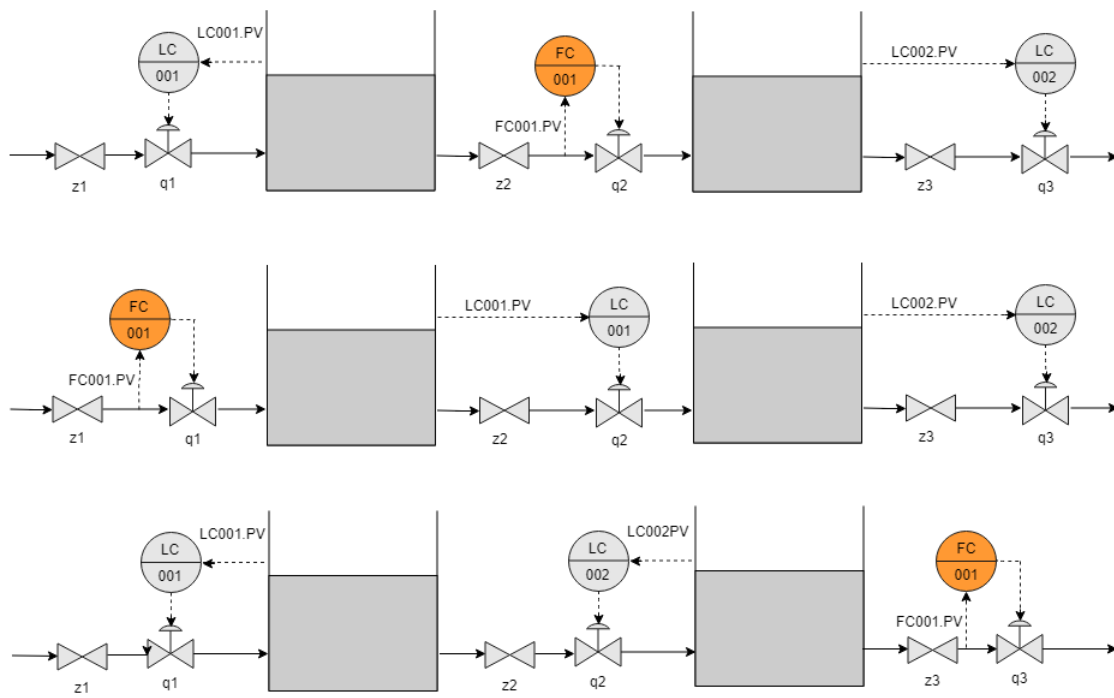 LC001.PV
LC
001
FC
001
LC002.PV
LC
002
FC001.PV
z1
q1
z2
q2
z3
q3
FC
001
LC001.PV
LC
001
LC002.PV
LC
002
FC001.PV
z1
q1
z2
q2
z3
q3
LC001.PV
LC
001
LC002PV
LC
002
FC
001
FC001.PV
z1
q1
z2
q2
z3
q3